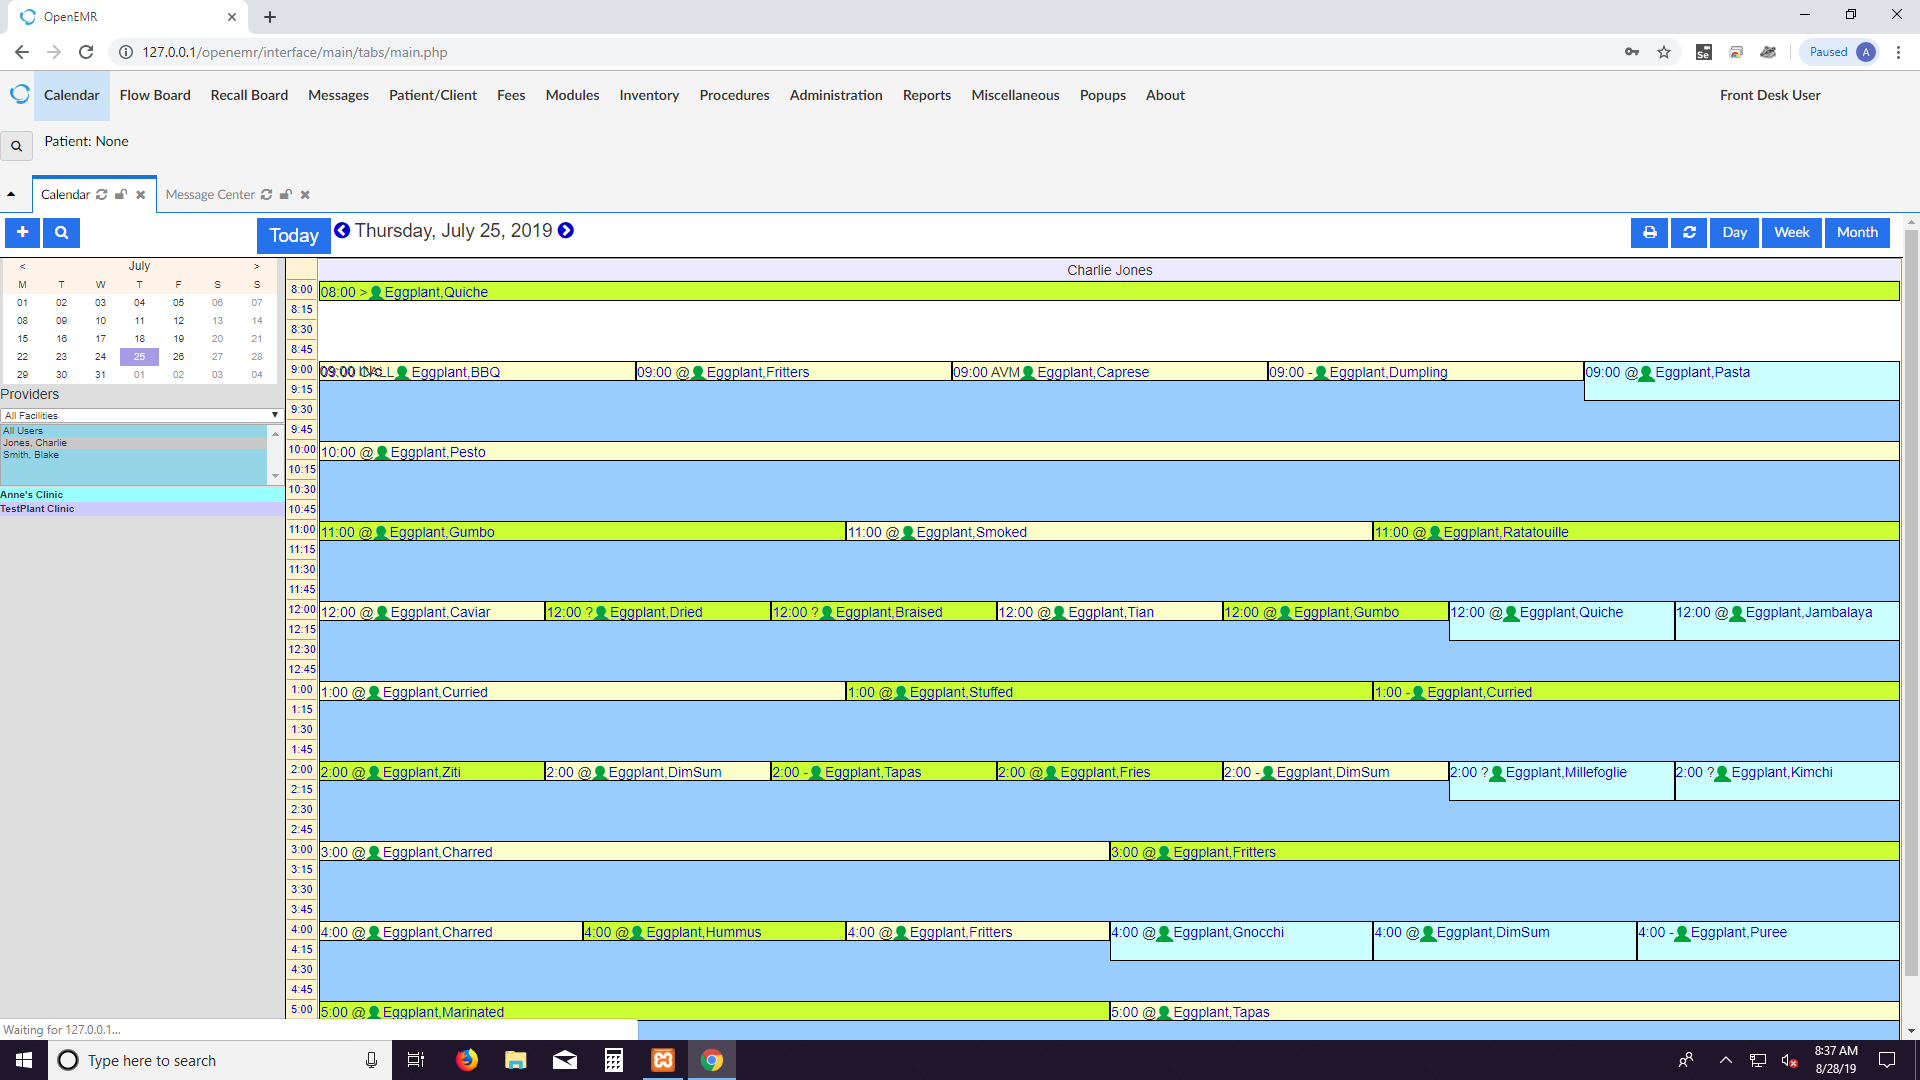 OpenEMR
127.0.0.1/openemr/interface/main/tabs/main.php
Paused A
Calendar Flow Board Recall Board Messages Patient/Client Fees Modules Inventory Procedures Administration Reports Miscellaneous Popups About Front Desk User
Patient: None
Calendar Message Center
Today Thursday, July 25, 2019 Day Week Month
< July >
M T W T F S S
01 02 03 04 05 06 07
08 09 10 11 12 13 14
15 16 17 18 19 20 21
22 23 24 25 26 27 28
29 30 31 01 02 03 04
Providers
All Facilities
All Users
Jones, Charlie
Smith, Blake
Anne's Clinic
TestPlant Clinic
Charlie Jones
8:00 08:00 > Eggplant,Quiche
8:15
8:30
8:45
9:00 09:00 CALL Eggplant,BBQ 09:00 @ Eggplant,Fritters 09:00 AVM Eggplant,Caprese 09:00 - Eggplant,Dumpling 09:00 @ Eggplant,Pasta
9:15
9:30
9:45
10:00 10:00 @ Eggplant,Pesto
10:15
10:30
10:45
11:00 11:00 @ Eggplant,Gumbo 11:00 @ Eggplant,Smoked 11:00 @ Eggplant,Ratatouille
11:15
11:30
11:45
12:00 12:00 @ Eggplant,Caviar 12:00 ? Eggplant,Dried 12:00 ? Eggplant,Braised 12:00 @ Eggplant,Tian 12:00 @ Eggplant,Gumbo 12:00 @ Eggplant,Quiche 12:00 @ Eggplant,Jambalaya
12:15
12:30
12:45
1:00 1:00 @ Eggplant,Curried 1:00 @ Eggplant,Stuffed 1:00 - Eggplant,Curried
1:15
1:30
1:45
2:00 2:00 @ Eggplant,Ziti 2:00 @ Eggplant,DimSum 2:00 - Eggplant,Tapas 2:00 @ Eggplant,Fries 2:00 - Eggplant,DimSum 2:00 ? Eggplant,Millefoglie 2:00 ? Eggplant,Kimchi
2:15
2:30
2:45
3:00 3:00 @ Eggplant,Charred 3:00 @ Eggplant,Fritters
3:15
3:30
3:45
4:00 4:00 @ Eggplant,Charred 4:00 @ Eggplant,Hummus 4:00 @ Eggplant,Fritters 4:00 @ Eggplant,Gnocchi 4:00 @ Eggplant,DimSum 4:00 - Eggplant,Puree
4:15
4:30
4:45
5:00 5:00 @ Eggplant,Marinated 5:00 @ Eggplant,Tapas
Waiting for 127.0.0.1...
Type here to search
8:37 AM
8/28/19